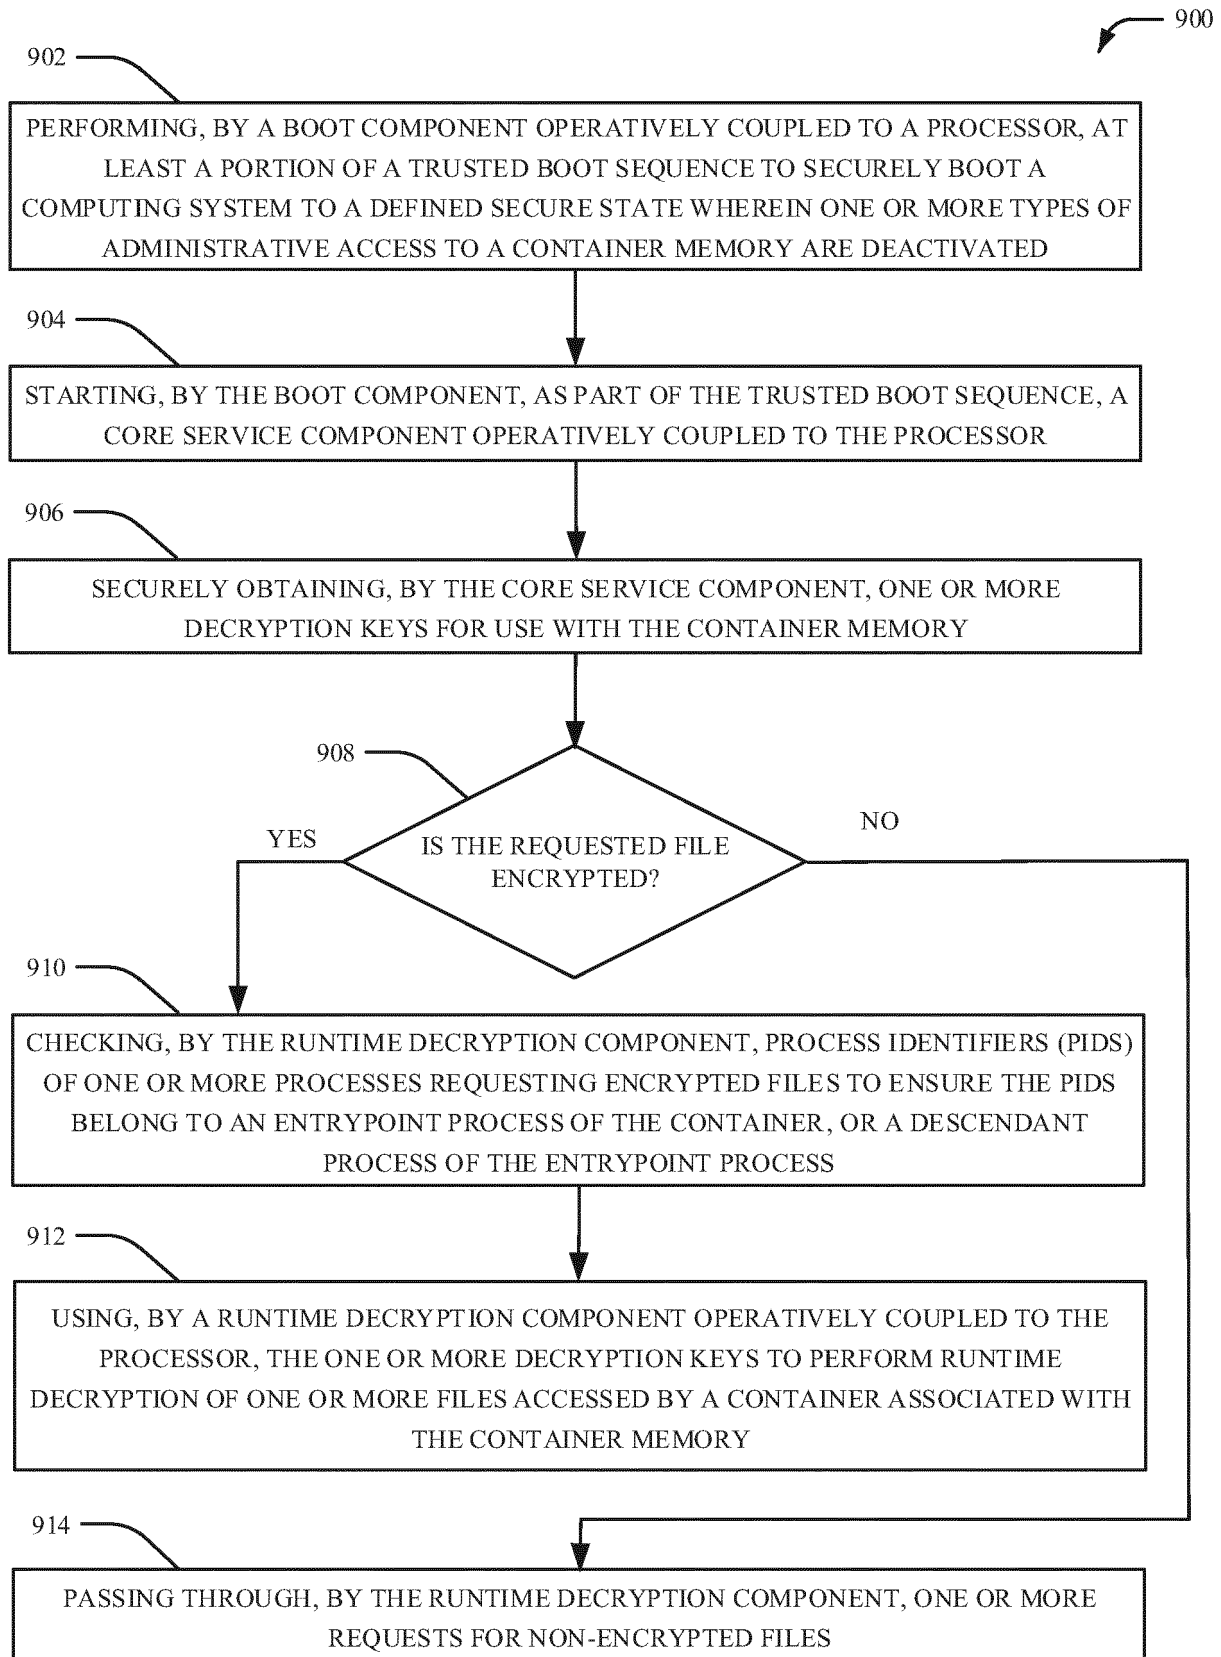 900
902
PERFORMING, BY A BOOT COMPONENT OPERATIVELY COUPLED TO A PROCESSOR, AT
LEAST A PORTION OF A TRUSTED BOOT SEQUENCE TO SECURELY BOOT A
COMPUTING SYSTEM TO A DEFINED SECURE STATE WHEREIN ONE OR MORE TYPES OF
ADMINISTRATIVE ACCESS TO A CONTAINER MEMORY ARE DEACTIVATED
904
STARTING, BY THE BOOT COMPONENT, AS PART OF THE TRUSTED BOOT SEQUENCE, A
CORE SERVICE COMPONENT OPERATIVELY COUPLED TO THE PROCESSOR
906
SECURELY OBTAINING, BY THE CORE SERVICE COMPONENT, ONE OR MORE
DECRYPTION KEYS FOR USE WITH THE CONTAINER MEMORY
908
YES
NO
IS THE REQUESTED FILE
ENCRYPTED?
910
CHECKING, BY THE RUNTIME DECRYPTION COMPONENT, PROCESS IDENTIFIERS (PIDS)
OF ONE OR MORE PROCESSES REQUESTING ENCRYPTED FILES TO ENSURE THE PIDS
BELONG TO AN ENTRYPOINT PROCESS OF THE CONTAINER, OR A DESCENDANT
PROCESS OF THE ENTRYPOINT PROCESS
912
USING, BY A RUNTIME DECRYPTION COMPONENT OPERATIVELY COUPLED TO THE
PROCESSOR, THE ONE OR MORE DECRYPTION KEYS TO PERFORM RUNTIME
DECRYPTION OF ONE OR MORE FILES ACCESSED BY A CONTAINER ASSOCIATED WITH
THE CONTAINER MEMORY
914
PASSING THROUGH, BY THE RUNTIME DECRYPTION COMPONENT, ONE OR MORE
REQUESTS FOR NON-ENCRYPTED FILES